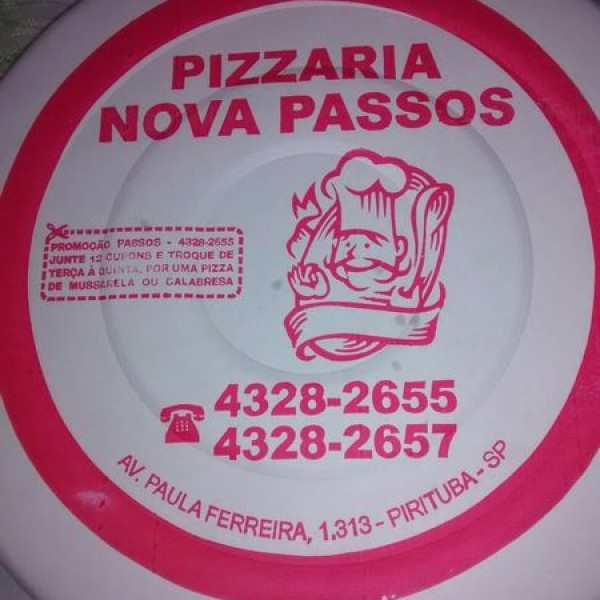 PIZZARIA
NOVA PASSOS
PROMOÇÃO PASSOS - 4328-2655
JUNTE 12 CUPONS E TROQUE DE
TERÇA À QUINTA, POR UMA PIZZA
DE MUSSARELA OU CALABRESA
4328-2655
4328-2657
AV. PAULA FERREIRA, 1.313 - PIRITUBA - SP